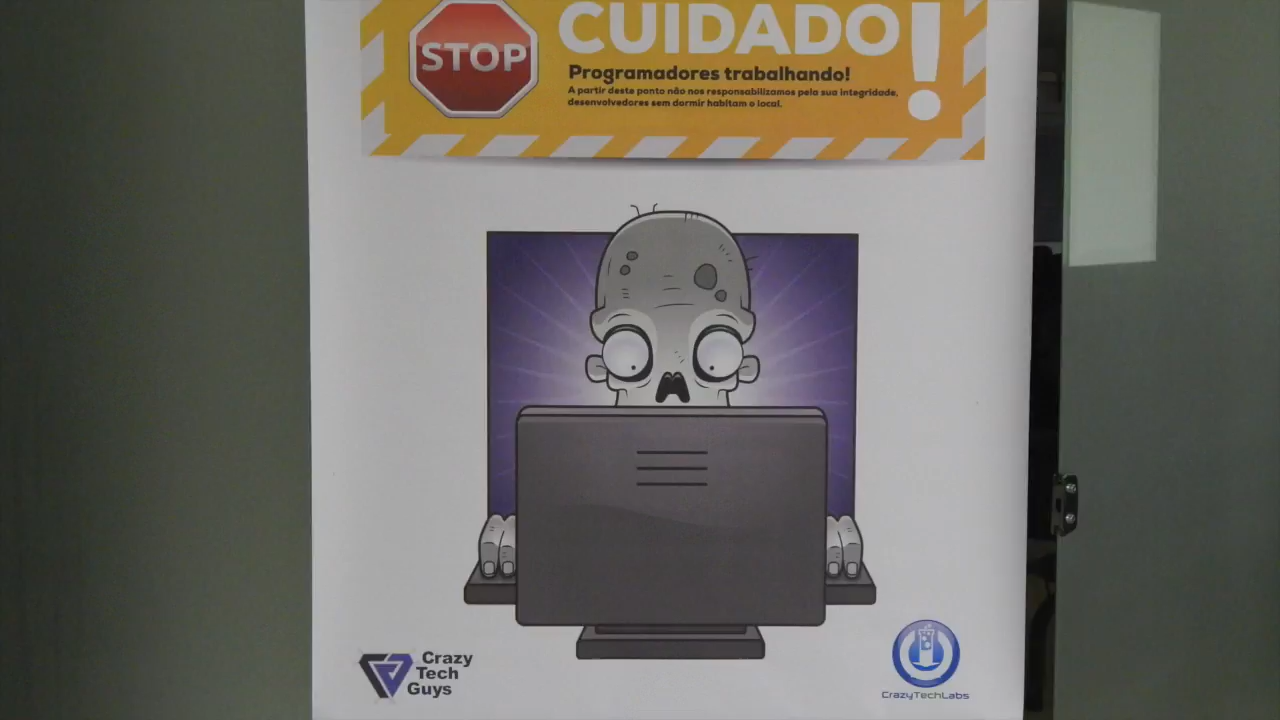 STOP
CUIDADO!
Programadores trabalhando!
A partir deste ponto não nos responsabilizamos pela sua integridade,
desenvolvedores sem dormir habitam o local.
Crazy
Tech
Guys
CrazyTechLabs